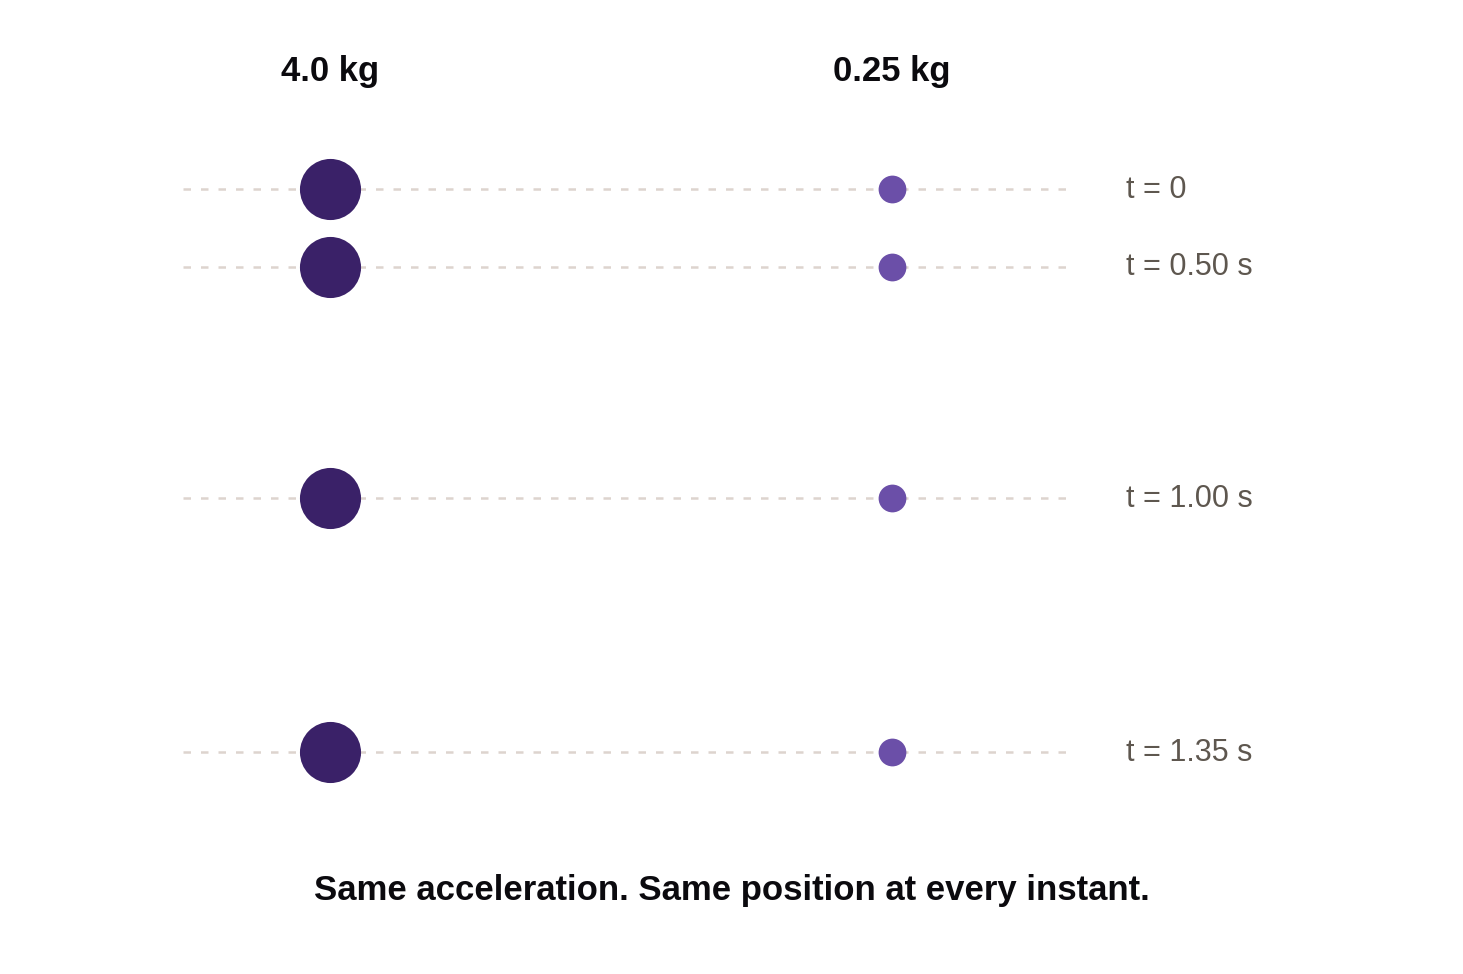 4.0 kg 0.25 kg
t = 0
t = 0.50 s
t = 1.00 s
t = 1.35 s
Same acceleration. Same position at every instant.